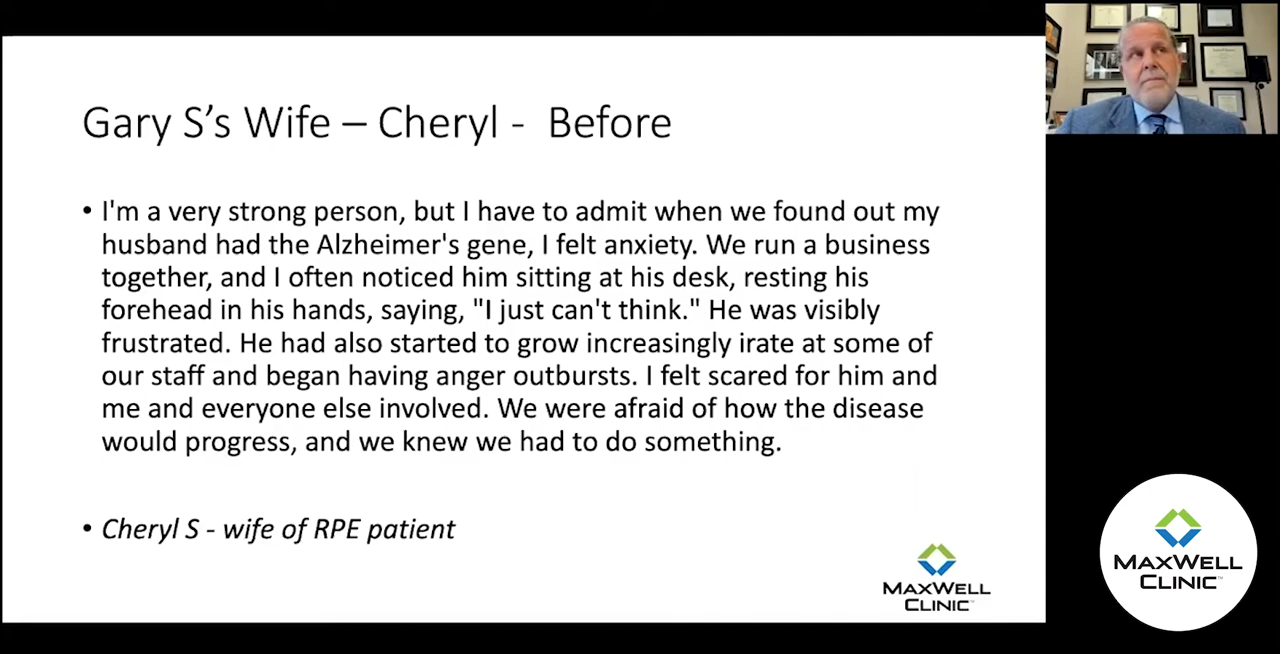 Gary S's Wife – Cheryl - Before
• I'm a very strong person, but I have to admit when we found out my
husband had the Alzheimer's gene, I felt anxiety. We run a business
together, and I often noticed him sitting at his desk, resting his
forehead in his hands, saying, "I just can't think." He was visibly
frustrated. He had also started to grow increasingly irate at some of
our staff and began having anger outbursts. I felt scared for him and
me and everyone else involved. We were afraid of how the disease
would progress, and we knew we had to do something.
• Cheryl S - wife of RPE patient
MAXWELL
CLINIC™
MAXWELL
CLINIC™